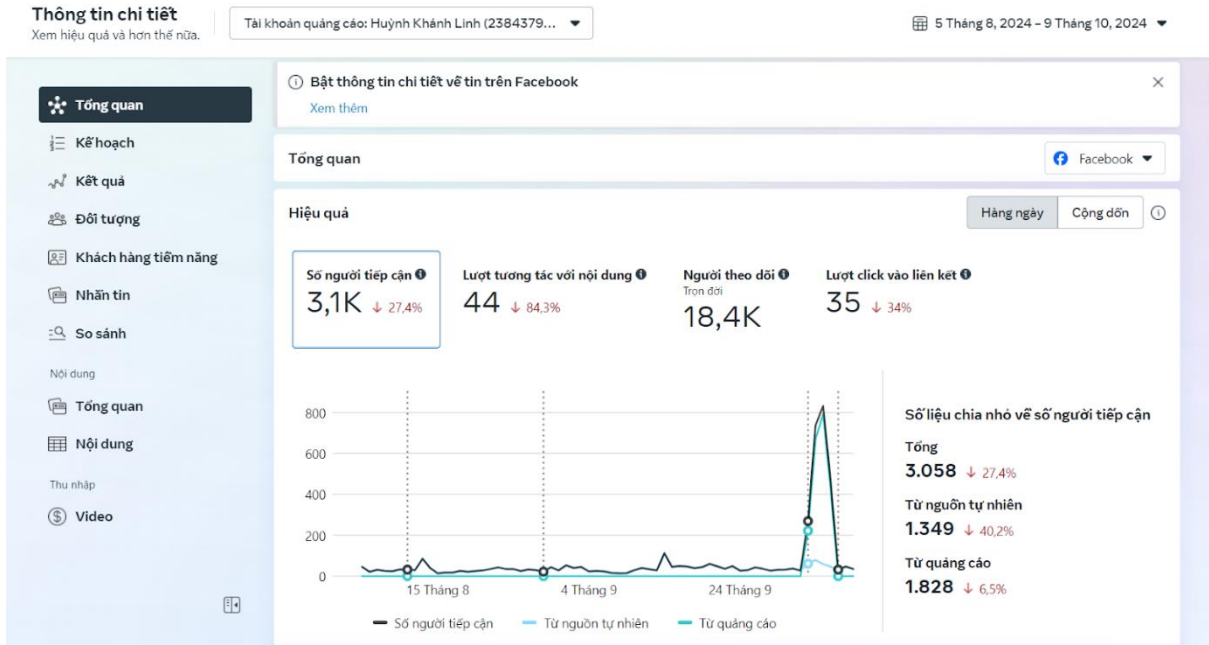 Thông tin chi tiết
Xem hiệu quả và hơn thế nữa.
Tài khoản quảng cáo: Huỳnh Khánh Linh (2384379...
5 Tháng 8, 2024 – 9 Tháng 10, 2024
Tổng quan
Kế hoạch
Kết quả
Đối tượng
Khách hàng tiềm năng
Nhắn tin
So sánh
Nội dung
Tổng quan
Nội dung
Thu nhập
Video
Bật thông tin chi tiết về tin trên Facebook
Xem thêm
Tổng quan
Facebook
Hiệu quả
Hàng ngày
Cộng dồn
Số người tiếp cận
3,1K ↓ 27,4%
Lượt tương tác với nội dung
44 ↓ 84,3%
Người theo dõi
Trọn đời
18,4K
Lượt click vào liên kết
35 ↓ 34%
800
600
400
200
0
15 Tháng 8
4 Tháng 9
24 Tháng 9
Số người tiếp cận
Từ nguồn tự nhiên
Từ quảng cáo
Số liệu chia nhỏ về số người tiếp cận
Tổng
3.058 ↓ 27,4%
Từ nguồn tự nhiên
1.349 ↓ 40,2%
Từ quảng cáo
1.828 ↓ 6,5%